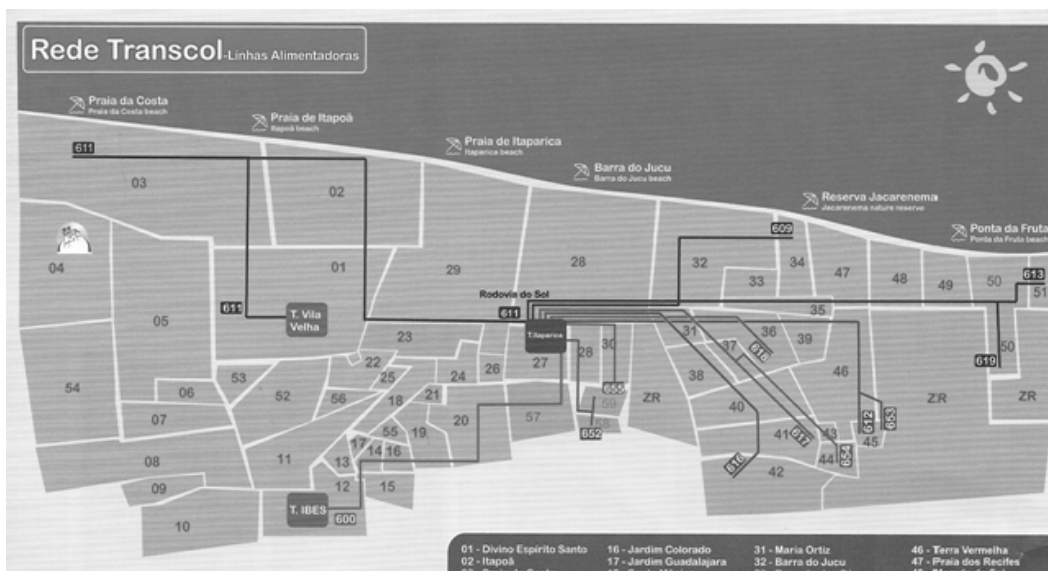 Rede Transcol-Linhas Alimentadoras
Praia da Costa
Praia da Costa beach
Praia de Itapoã
Itapoã beach
Praia de Itaparica
Itaparica beach
Barra do Jucu
Barra do Jucu beach
Reserva Jacarenema
Jacarenema nature reserve
Ponta da Fruta
Ponta da Fruta beach
611
03
02
609
04
01
29
28
32
33
34
47
48
49
50
51
613
Rodovia do Sol
611
611
T. Vila
Velha
T.Itaparica
05
23
31
35
36
37
39
618
50
619
22
24
26
27
28
30
54
53
25
38
46
06
52
56
18
21
655
59
ZR
40
ZR
ZR
07
55
19
20
57
58
652
41
617
43
612
653
45
08
11
17
14
16
13
616
42
44
654
09
12
15
10
T. IBES
600
01 - Divino Espírito Santo
16 - Jardim Colorado
31 - Maria Ortiz
46 - Terra Vermelha
02 - Itapoã
17 - Jardim Guadalajara
32 - Barra do Jucu
47 - Praia dos Recifes